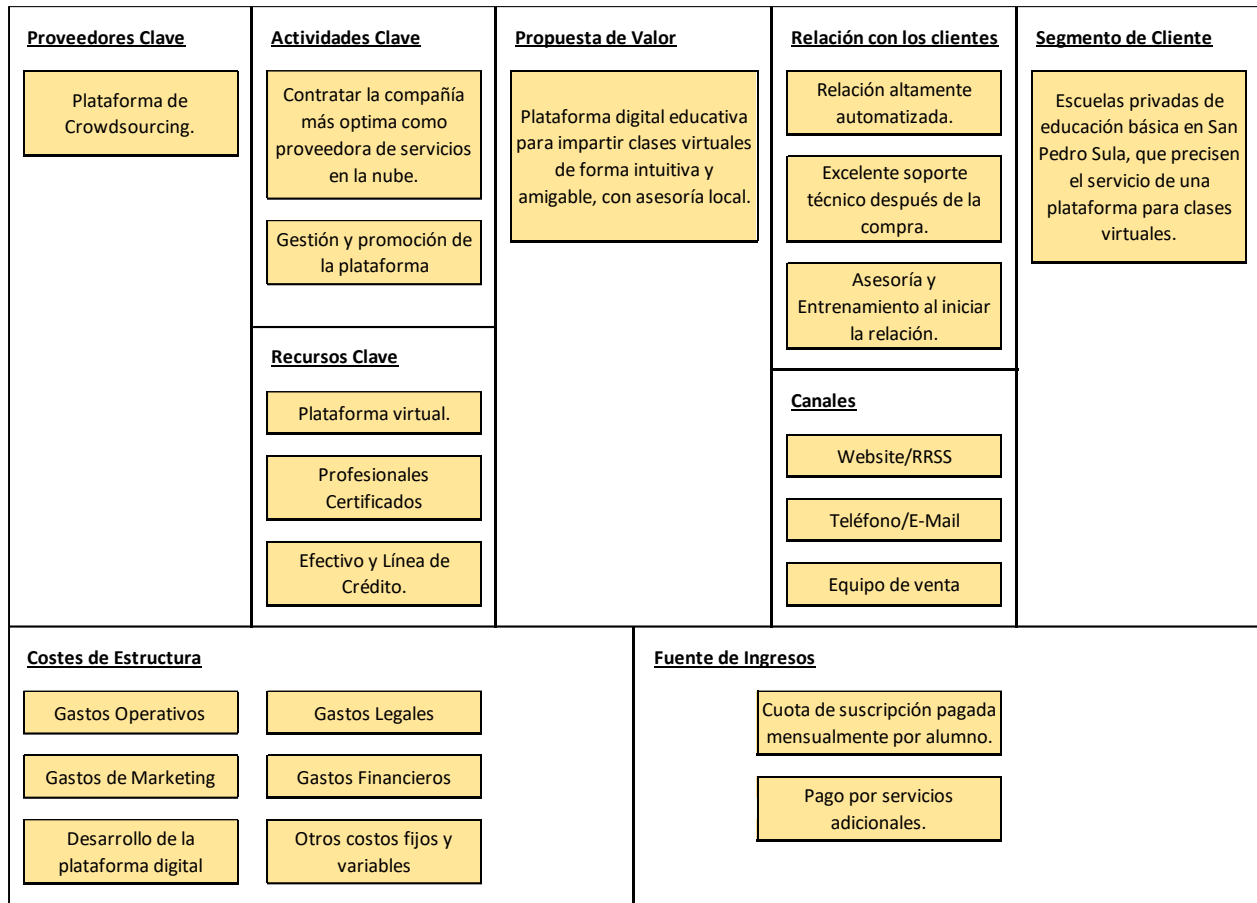 Proveedores Clave
Plataforma de
Crowdsourcing.
Actividades Clave
Contratar la compañía
más optima como
proveedora de servicios
en la nube.
Gestión y promoción de
la plataforma
Recursos Clave
Plataforma virtual.
Profesionales
Certificados
Efectivo y Línea de
Crédito.
Propuesta de Valor
Plataforma digital educativa
para impartir clases virtuales
de forma intuitiva y
amigable, con asesoría local.
Relación con los clientes
Relación altamente
automatizada.
Excelente soporte
técnico después de la
compra.
Asesoría y
Entrenamiento al iniciar
la relación.
Canales
Website/RRSS
Teléfono/E-Mail
Equipo de venta
Segmento de Cliente
Escuelas privadas de
educación básica en San
Pedro Sula, que precisen
el servicio de una
plataforma para clases
virtuales.
Costes de Estructura
Gastos Operativos
Gastos de Marketing
Desarrollo de la
plataforma digital
Gastos Legales
Gastos Financieros
Otros costos fijos y
variables
Fuente de Ingresos
Cuota de suscripción pagada
mensualmente por alumno.
Pago por servicios
adicionales.